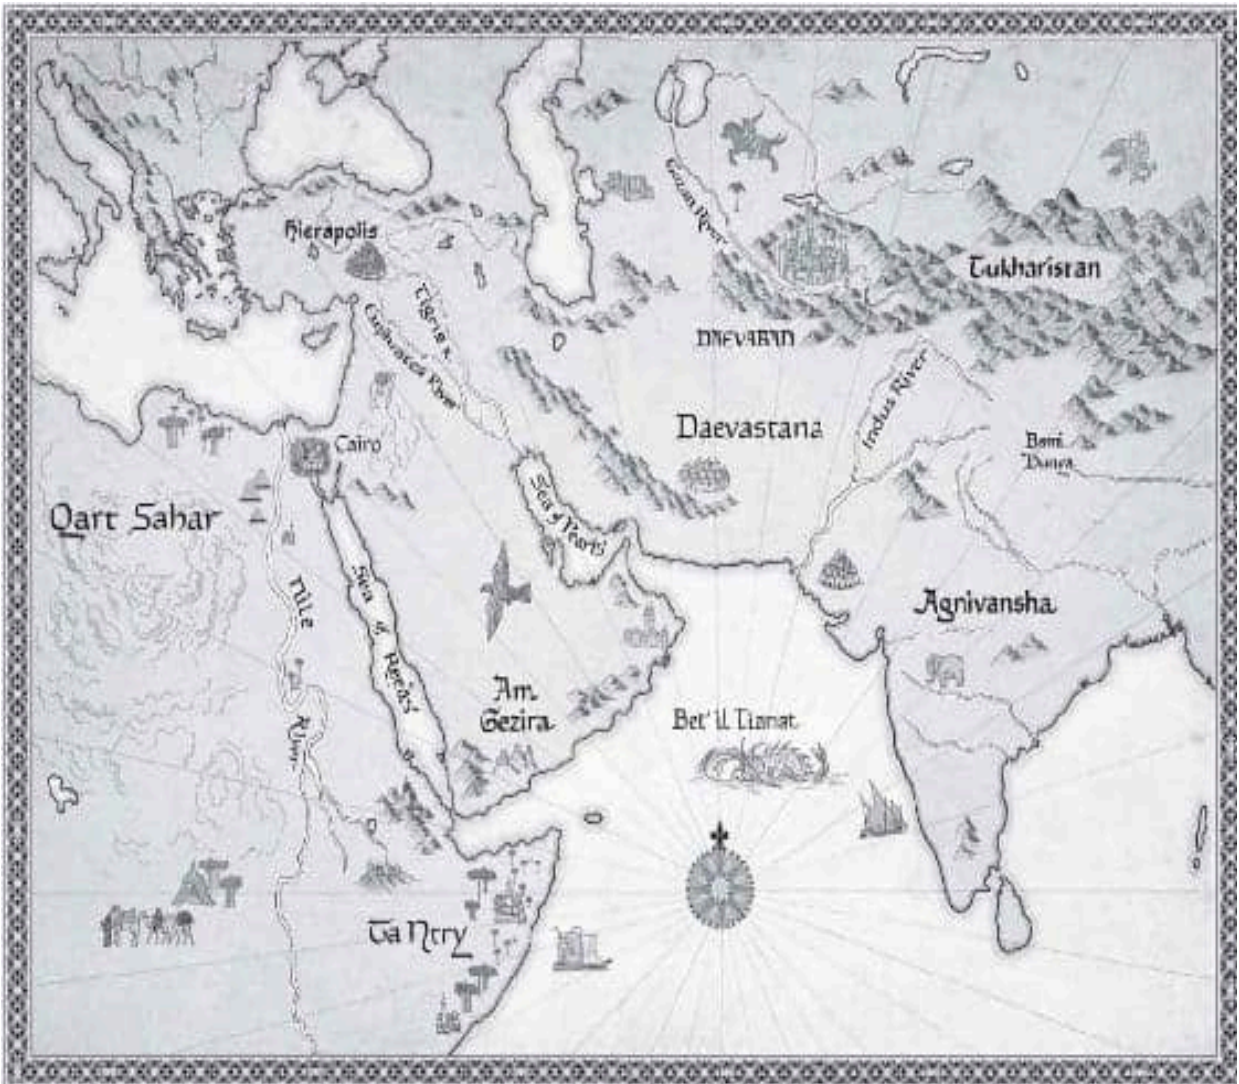 Hierapolis
Gozan River
Tukharistan
Tigris R.
Euphrates River
DAEVABAD
Indus River
Daevastana
Cairo
Bani
Dunya
Qart Sahar
Sea of Pearls
Nile
River
Sea of Reeds
Agnivansha
Am
Gezira
Bet' il Tiamat
Ta Ntry